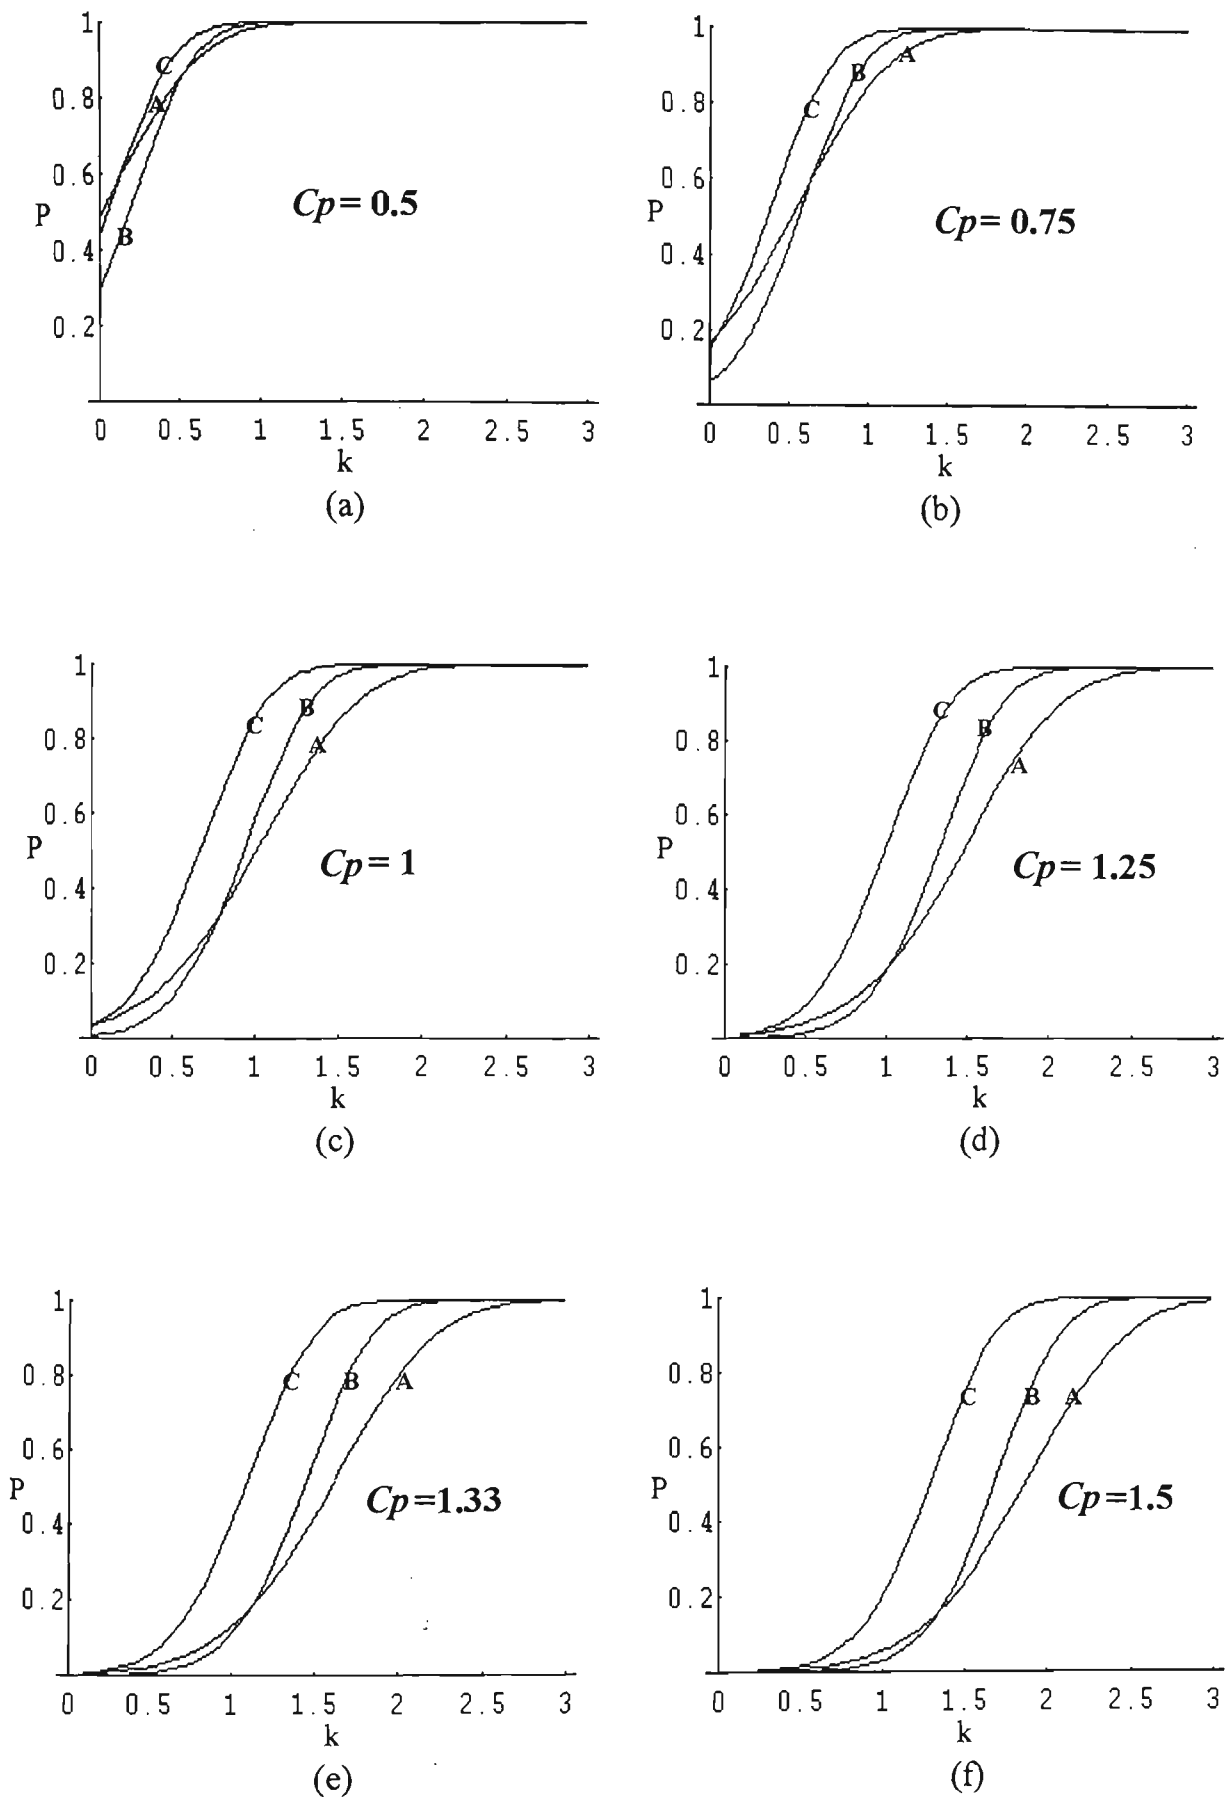 1
0.8
0.6
P
0.4
0.2
C
A
B
Cp = 0.5
0 0.5 1 1.5 2 2.5 3
k
(a)
1
0.8
0.6
P
0.4
0.2
B
A
C
Cp = 0.75
0 0.5 1 1.5 2 2.5 3
k
(b)
1
0.8
0.6
P
0.4
0.2
B
C
A
Cp = 1
0 0.5 1 1.5 2 2.5 3
k
(c)
1
0.8
0.6
P
0.4
0.2
C
B
A
Cp = 1.25
0 0.5 1 1.5 2 2.5 3
k
(d)
1
0.8
0.6
P
0.4
0.2
C B A
Cp =1.33
0 0.5 1 1.5 2 2.5 3
k
(e)
1
0.8
0.6
P
0.4
0.2
C B A
Cp =1.5
0 0.5 1 1.5 2 2.5 3
k
(f)